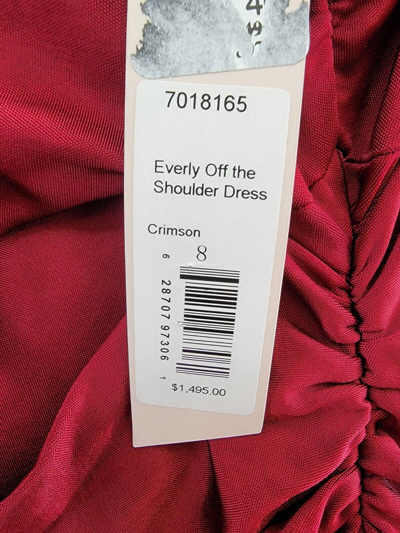 7018165
Everly Off the
Shoulder Dress
Crimson
8
6 28707 97306 1
$1,495.00